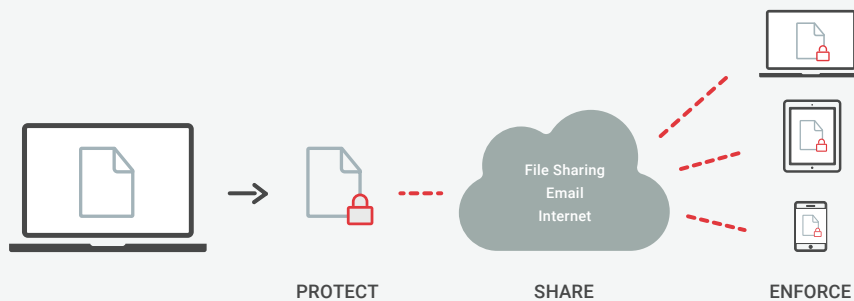 File Sharing
Email
Internet
PROTECT
SHARE
ENFORCE